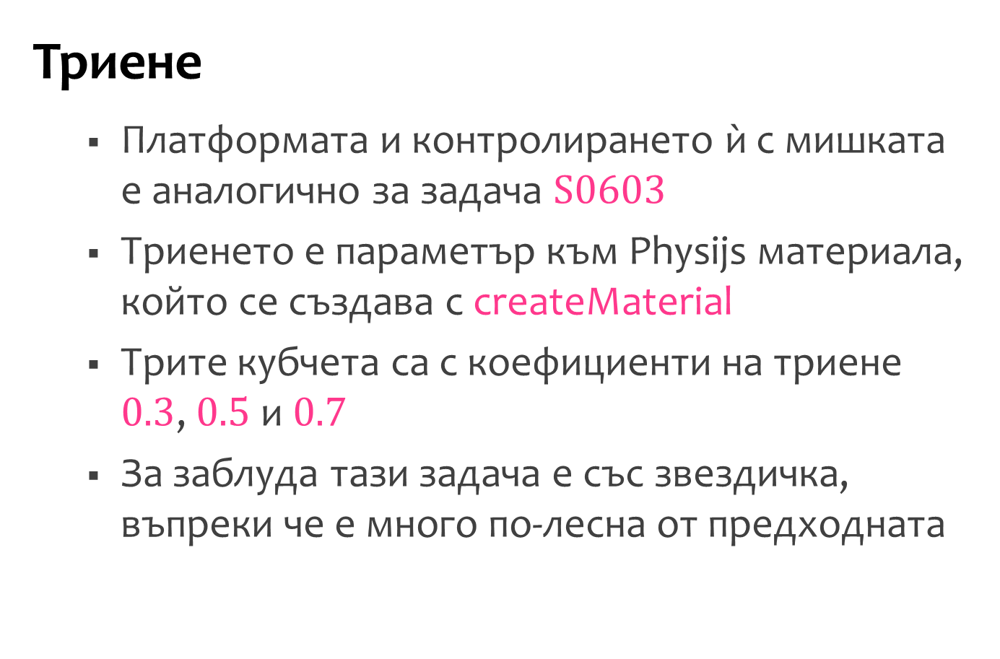 Триене
▪ Платформата и контролирането ѝ с мишката
е аналогично за задача S0603
▪ Триенето е параметър към Physijs материала,
който се създава с createMaterial
▪ Трите кубчета са с коефициенти на триене
0.3, 0.5 и 0.7
▪ За заблуда тази задача е със звездичка,
въпреки че е много по-лесна от предходната